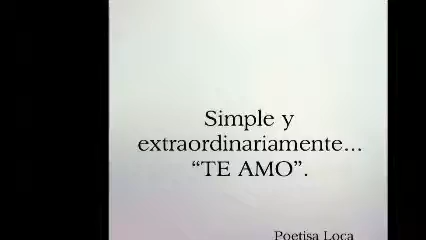 Simple y
extraordinariamente...
“TE AMO”.
Poetisa Loca